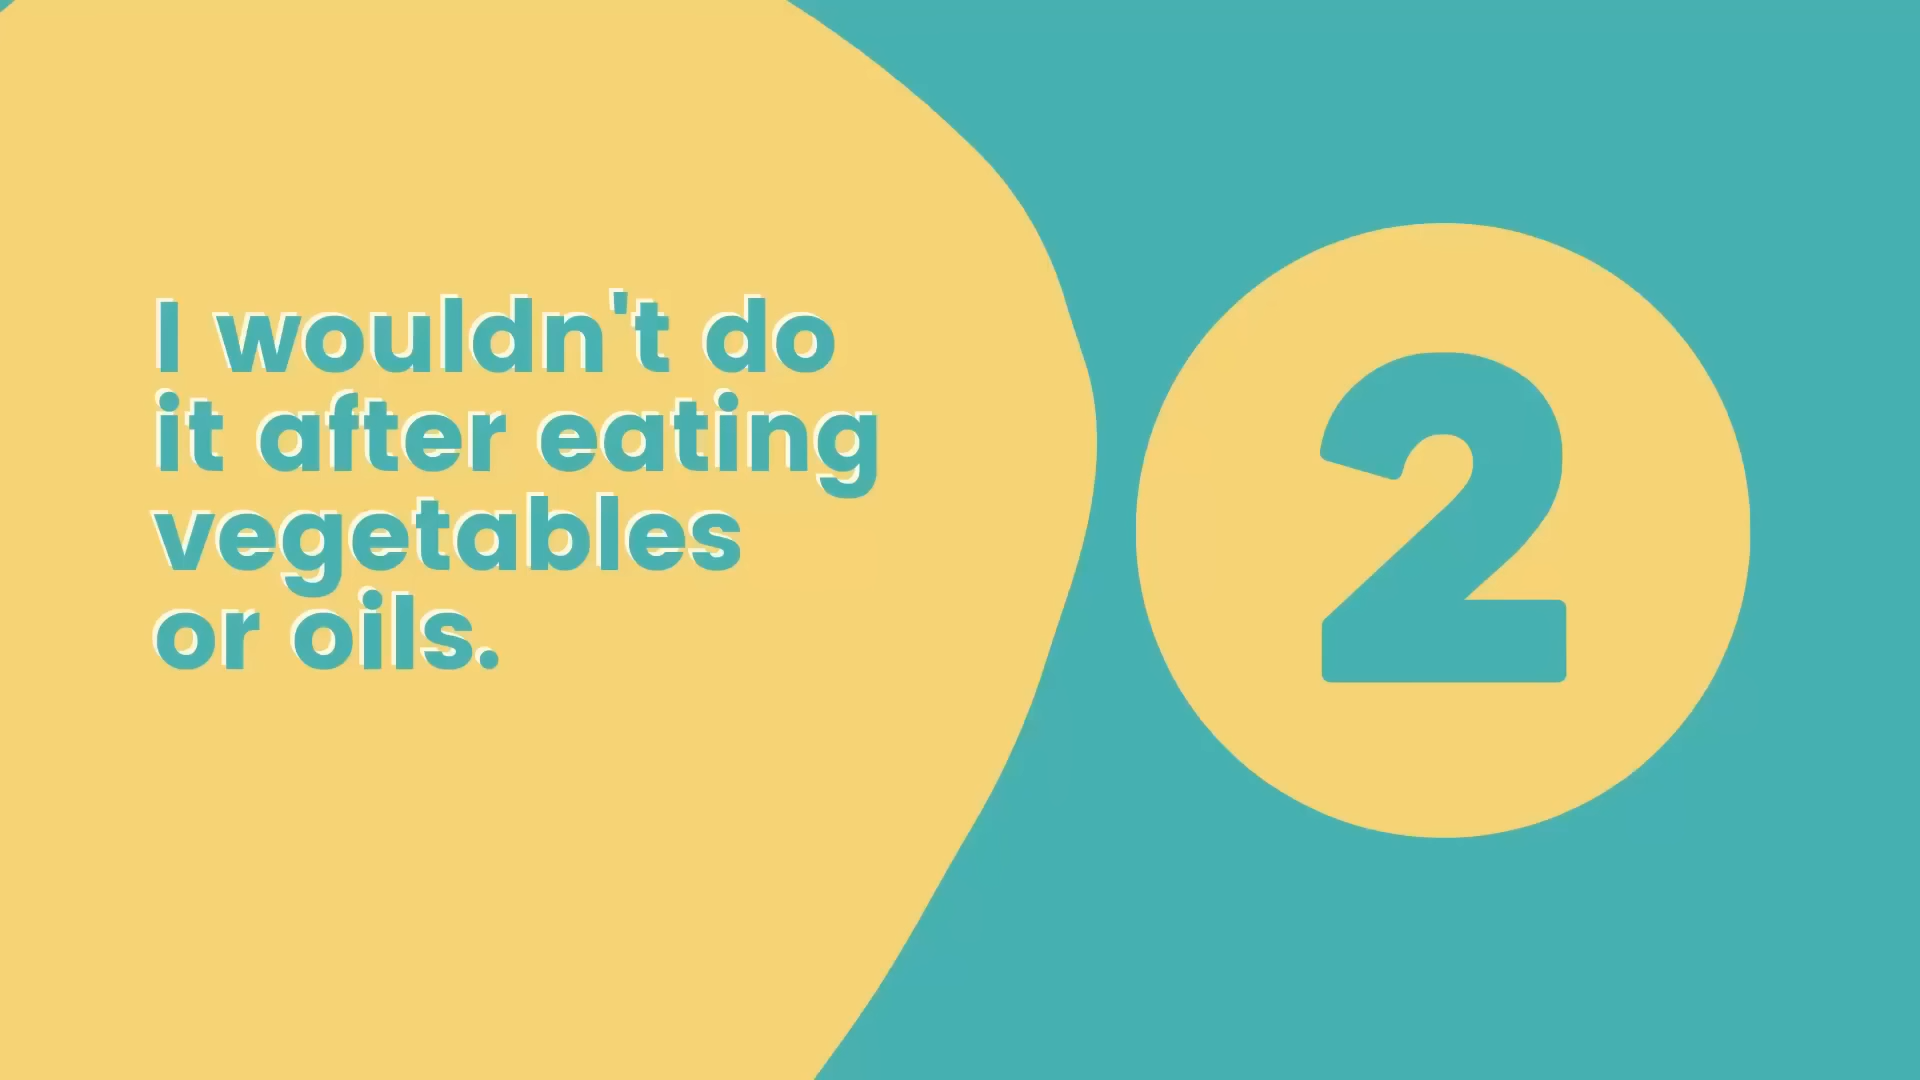 I wouldn't do
it after eating
vegetables
or oils.
2